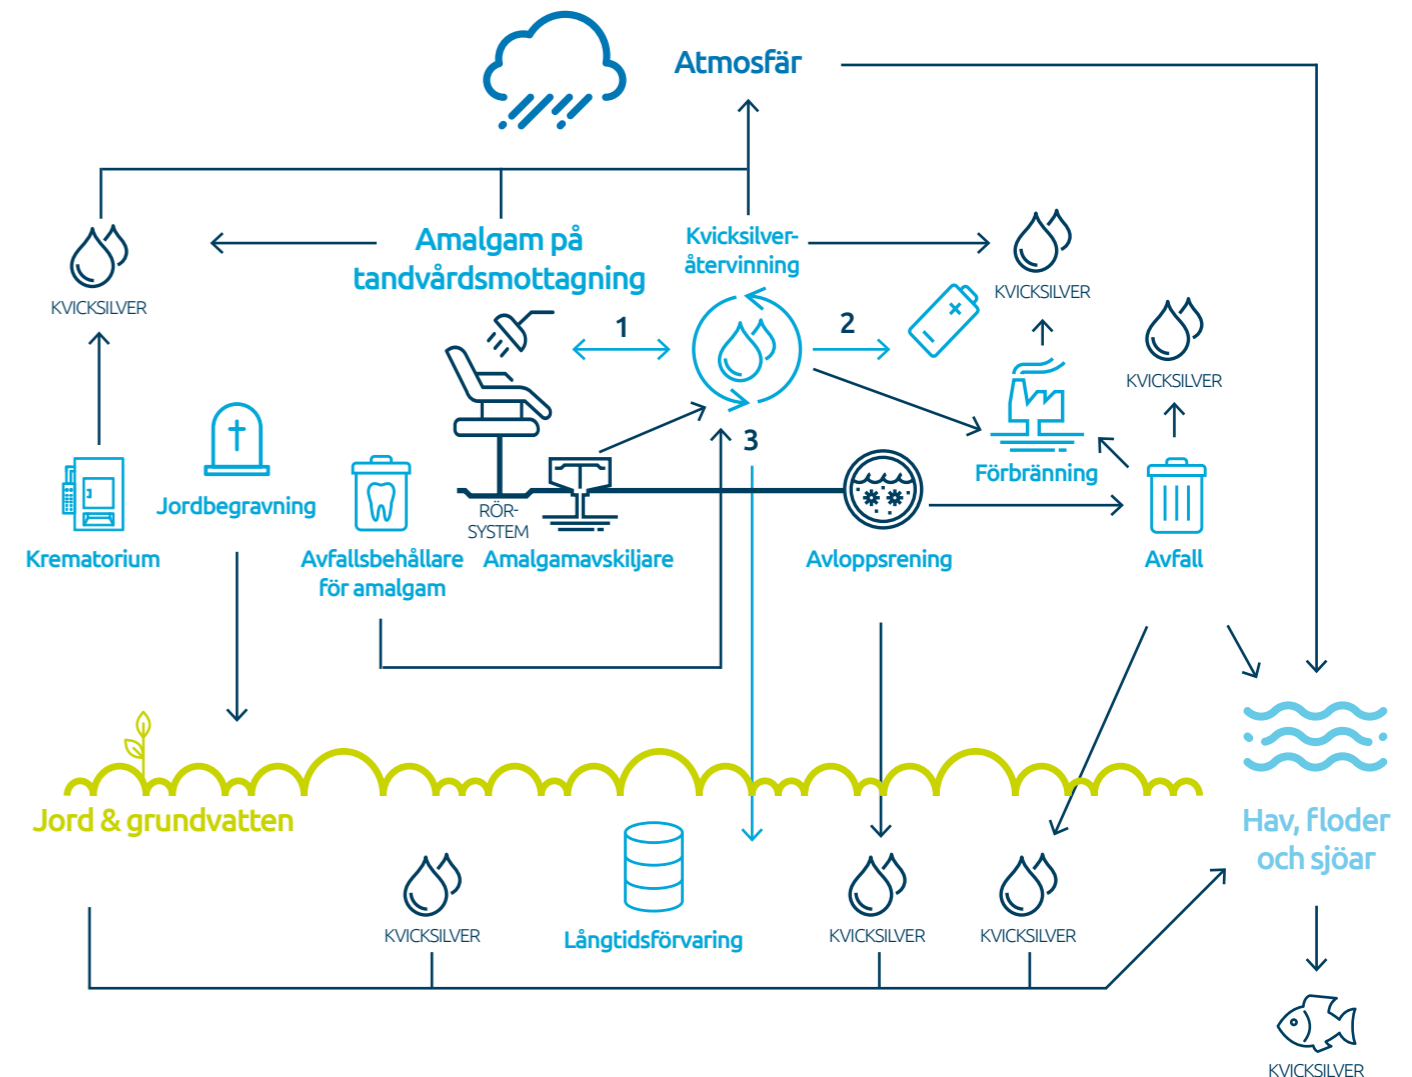 Atmosfär
Amalgam på
tandvårdsmottagning
Kvicksilver-
återvinning
KVICKSILVER
KVICKSILVER
KVICKSILVER
1
2
3
Krematorium
Jordbegravning
Avfallsbehållare
för amalgam
RÖR-
SYSTEM
Amalgamavskiljare
Avloppsrening
Förbränning
Avfall
Jord & grundvatten
Hav, floder
och sjöar
KVICKSILVER
Långtidsförvaring
KVICKSILVER
KVICKSILVER
KVICKSILVER